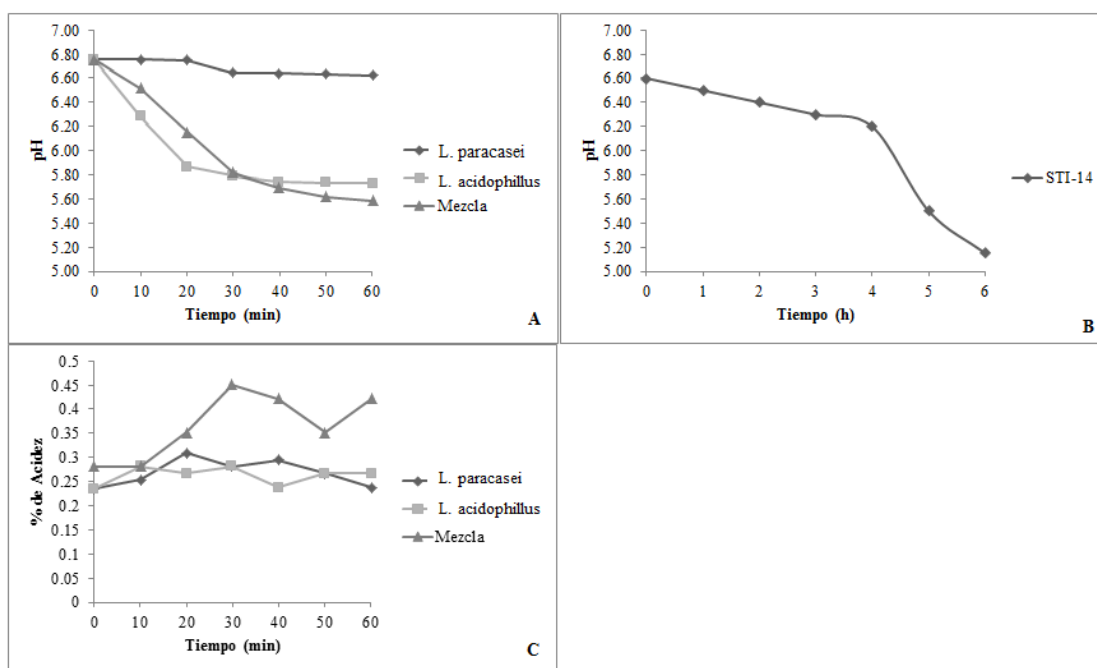 7.00
6.80
6.60
6.40
6.20
6.00
5.80
5.60
5.40
5.20
5.00
pH
0 10 20 30 40 50 60
Tiempo (min)
L. paracasei
L. acidophillus
Mezcla
A
7.00
6.80
6.60
6.40
6.20
6.00
5.80
5.60
5.40
5.20
5.00
pH
0 1 2 3 4 5 6
Tiempo (h)
STI-14
B
0.5
0.45
0.4
0.35
0.3
0.25
0.2
0.15
0.1
0.05
0
% de Acidez
0 10 20 30 40 50 60
Tiempo (min)
L. paracasei
L. acidophillus
Mezcla
C